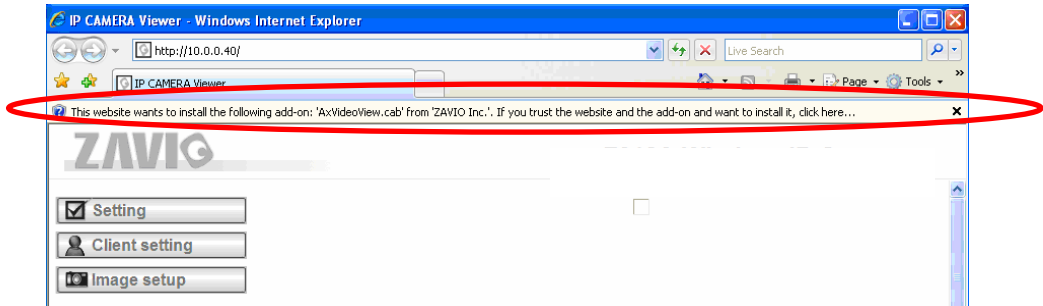 IP CAMERA Viewer - Windows Internet Explorer
http://10.0.0.40/
Live Search
IP CAMERA Viewer
Page
Tools
This website wants to install the following add-on: 'AxVideoView.cab' from 'ZAVIO Inc.'. If you trust the website and the add-on and want to install it, click here...
ZAVIO
Setting
Client setting
Image setup